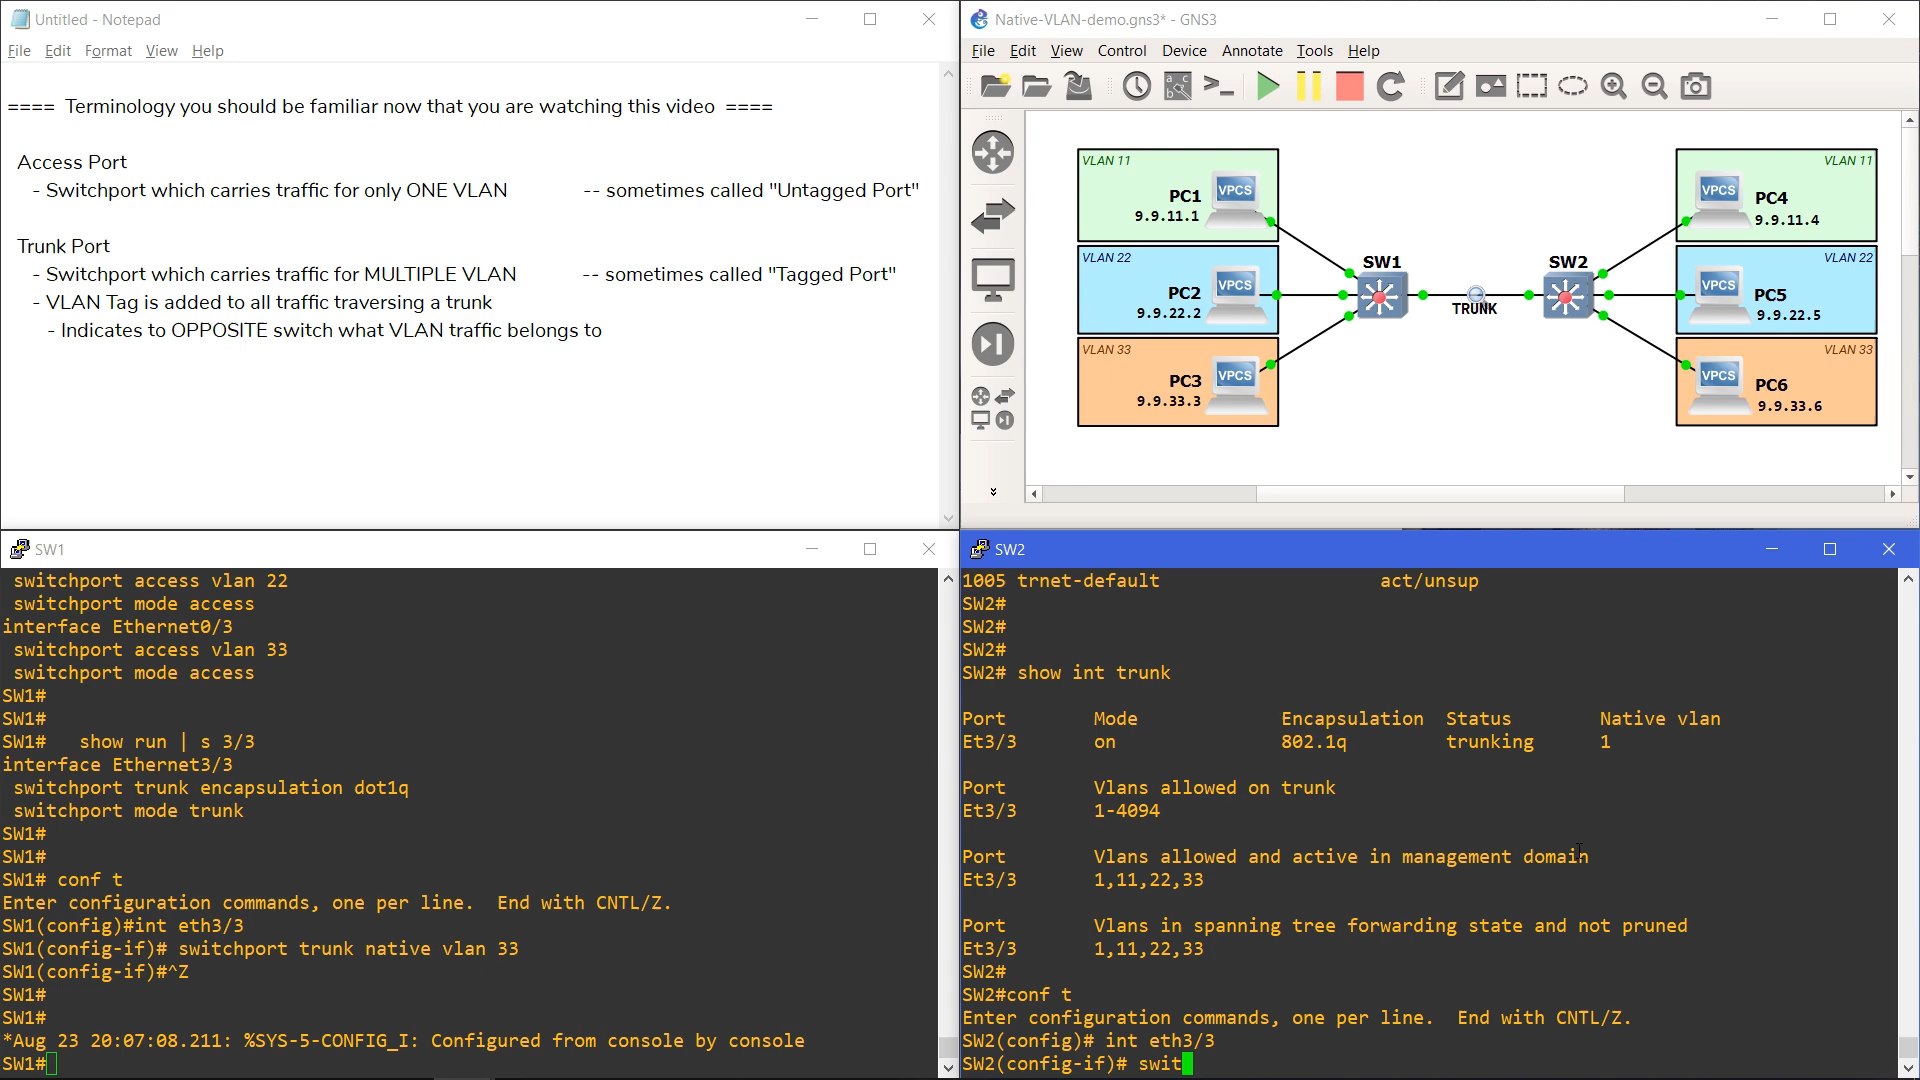 Untitled - Notepad
File Edit Format View Help
==== Terminology you should be familiar now that you are watching this video ====
Access Port
- Switchport which carries traffic for only ONE VLAN -- sometimes called "Untagged Port"
Trunk Port
- Switchport which carries traffic for MULTIPLE VLAN -- sometimes called "Tagged Port"
- VLAN Tag is added to all traffic traversing a trunk
- Indicates to OPPOSITE switch what VLAN traffic belongs to
Native-VLAN-demo.gns3* - GNS3
File Edit View Control Device Annotate Tools Help
VLAN 11
PC1
9.9.11.1
VPCS
VLAN 22
PC2
9.9.22.2
VPCS
VLAN 33
PC3
9.9.33.3
VPCS
SW1
TRUNK
SW2
VLAN 11
VPCS
PC4
9.9.11.4
VLAN 22
VPCS
PC5
9.9.22.5
VLAN 33
VPCS
PC6
9.9.33.6
SW1
switchport access vlan 22
switchport mode access
interface Ethernet0/3
switchport access vlan 33
switchport mode access
SW1#
SW1#
SW1#   show run | s 3/3
interface Ethernet3/3
switchport trunk encapsulation dot1q
switchport mode trunk
SW1#
SW1#
SW1# conf t
Enter configuration commands, one per line.  End with CNTL/Z.
SW1(config)#int eth3/3
SW1(config-if)# switchport trunk native vlan 33
SW1(config-if)#^Z
SW1#
SW1#
*Aug 23 20:07:08.211: %SYS-5-CONFIG_I: Configured from console by console
SW1#
SW2
1005 trnet-default                    act/unsup
SW2#
SW2#
SW2#
SW2# show int trunk
Port        Mode             Encapsulation  Status        Native vlan
Et3/3       on               802.1q         trunking      1
Port        Vlans allowed on trunk
Et3/3       1-4094
Port        Vlans allowed and active in management domain
Et3/3       1,11,22,33
Port        Vlans in spanning tree forwarding state and not pruned
Et3/3       1,11,22,33
SW2#
SW2#conf t
Enter configuration commands, one per line.  End with CNTL/Z.
SW2(config)# int eth3/3
SW2(config-if)# swit